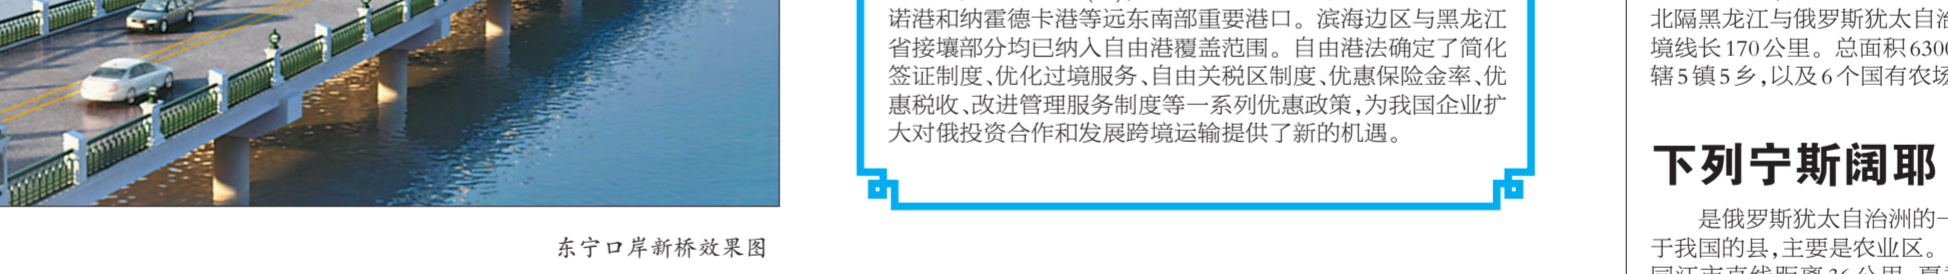 诺港和纳霍德卡港等远东南部重要港口。滨海边区与黑龙江
省接壤部分均已纳入自由港覆盖范围。自由港法确定了简化
签证制度、优化过境服务、自由关税区制度、优惠保险金率、优
惠税收、改进管理服务制度等一系列优惠政策,为我国企业扩
大对俄投资合作和发展跨境运输提供了新的机遇。
东宁口岸新桥效果图
北隔黑龙江与俄罗斯犹太自治
境线长170公里。总面积6300
辖5镇5乡,以及6个国有农场
下列宁斯阔耶
是俄罗斯犹太自治洲的一
于我国的县,主要是农业区。